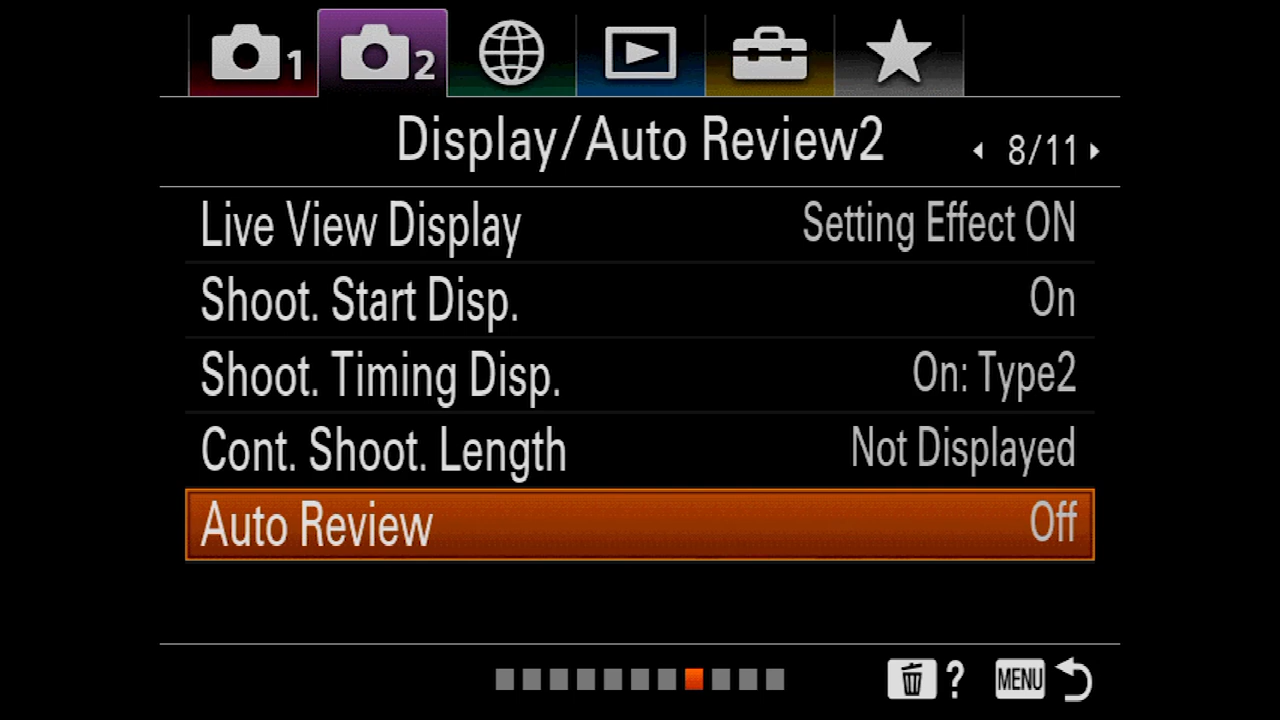 1 2
Display/Auto Review2 8/11
Live View Display Setting Effect ON
Shoot. Start Disp. On
Shoot. Timing Disp. On: Type2
Cont. Shoot. Length Not Displayed
Auto Review Off
? MENU